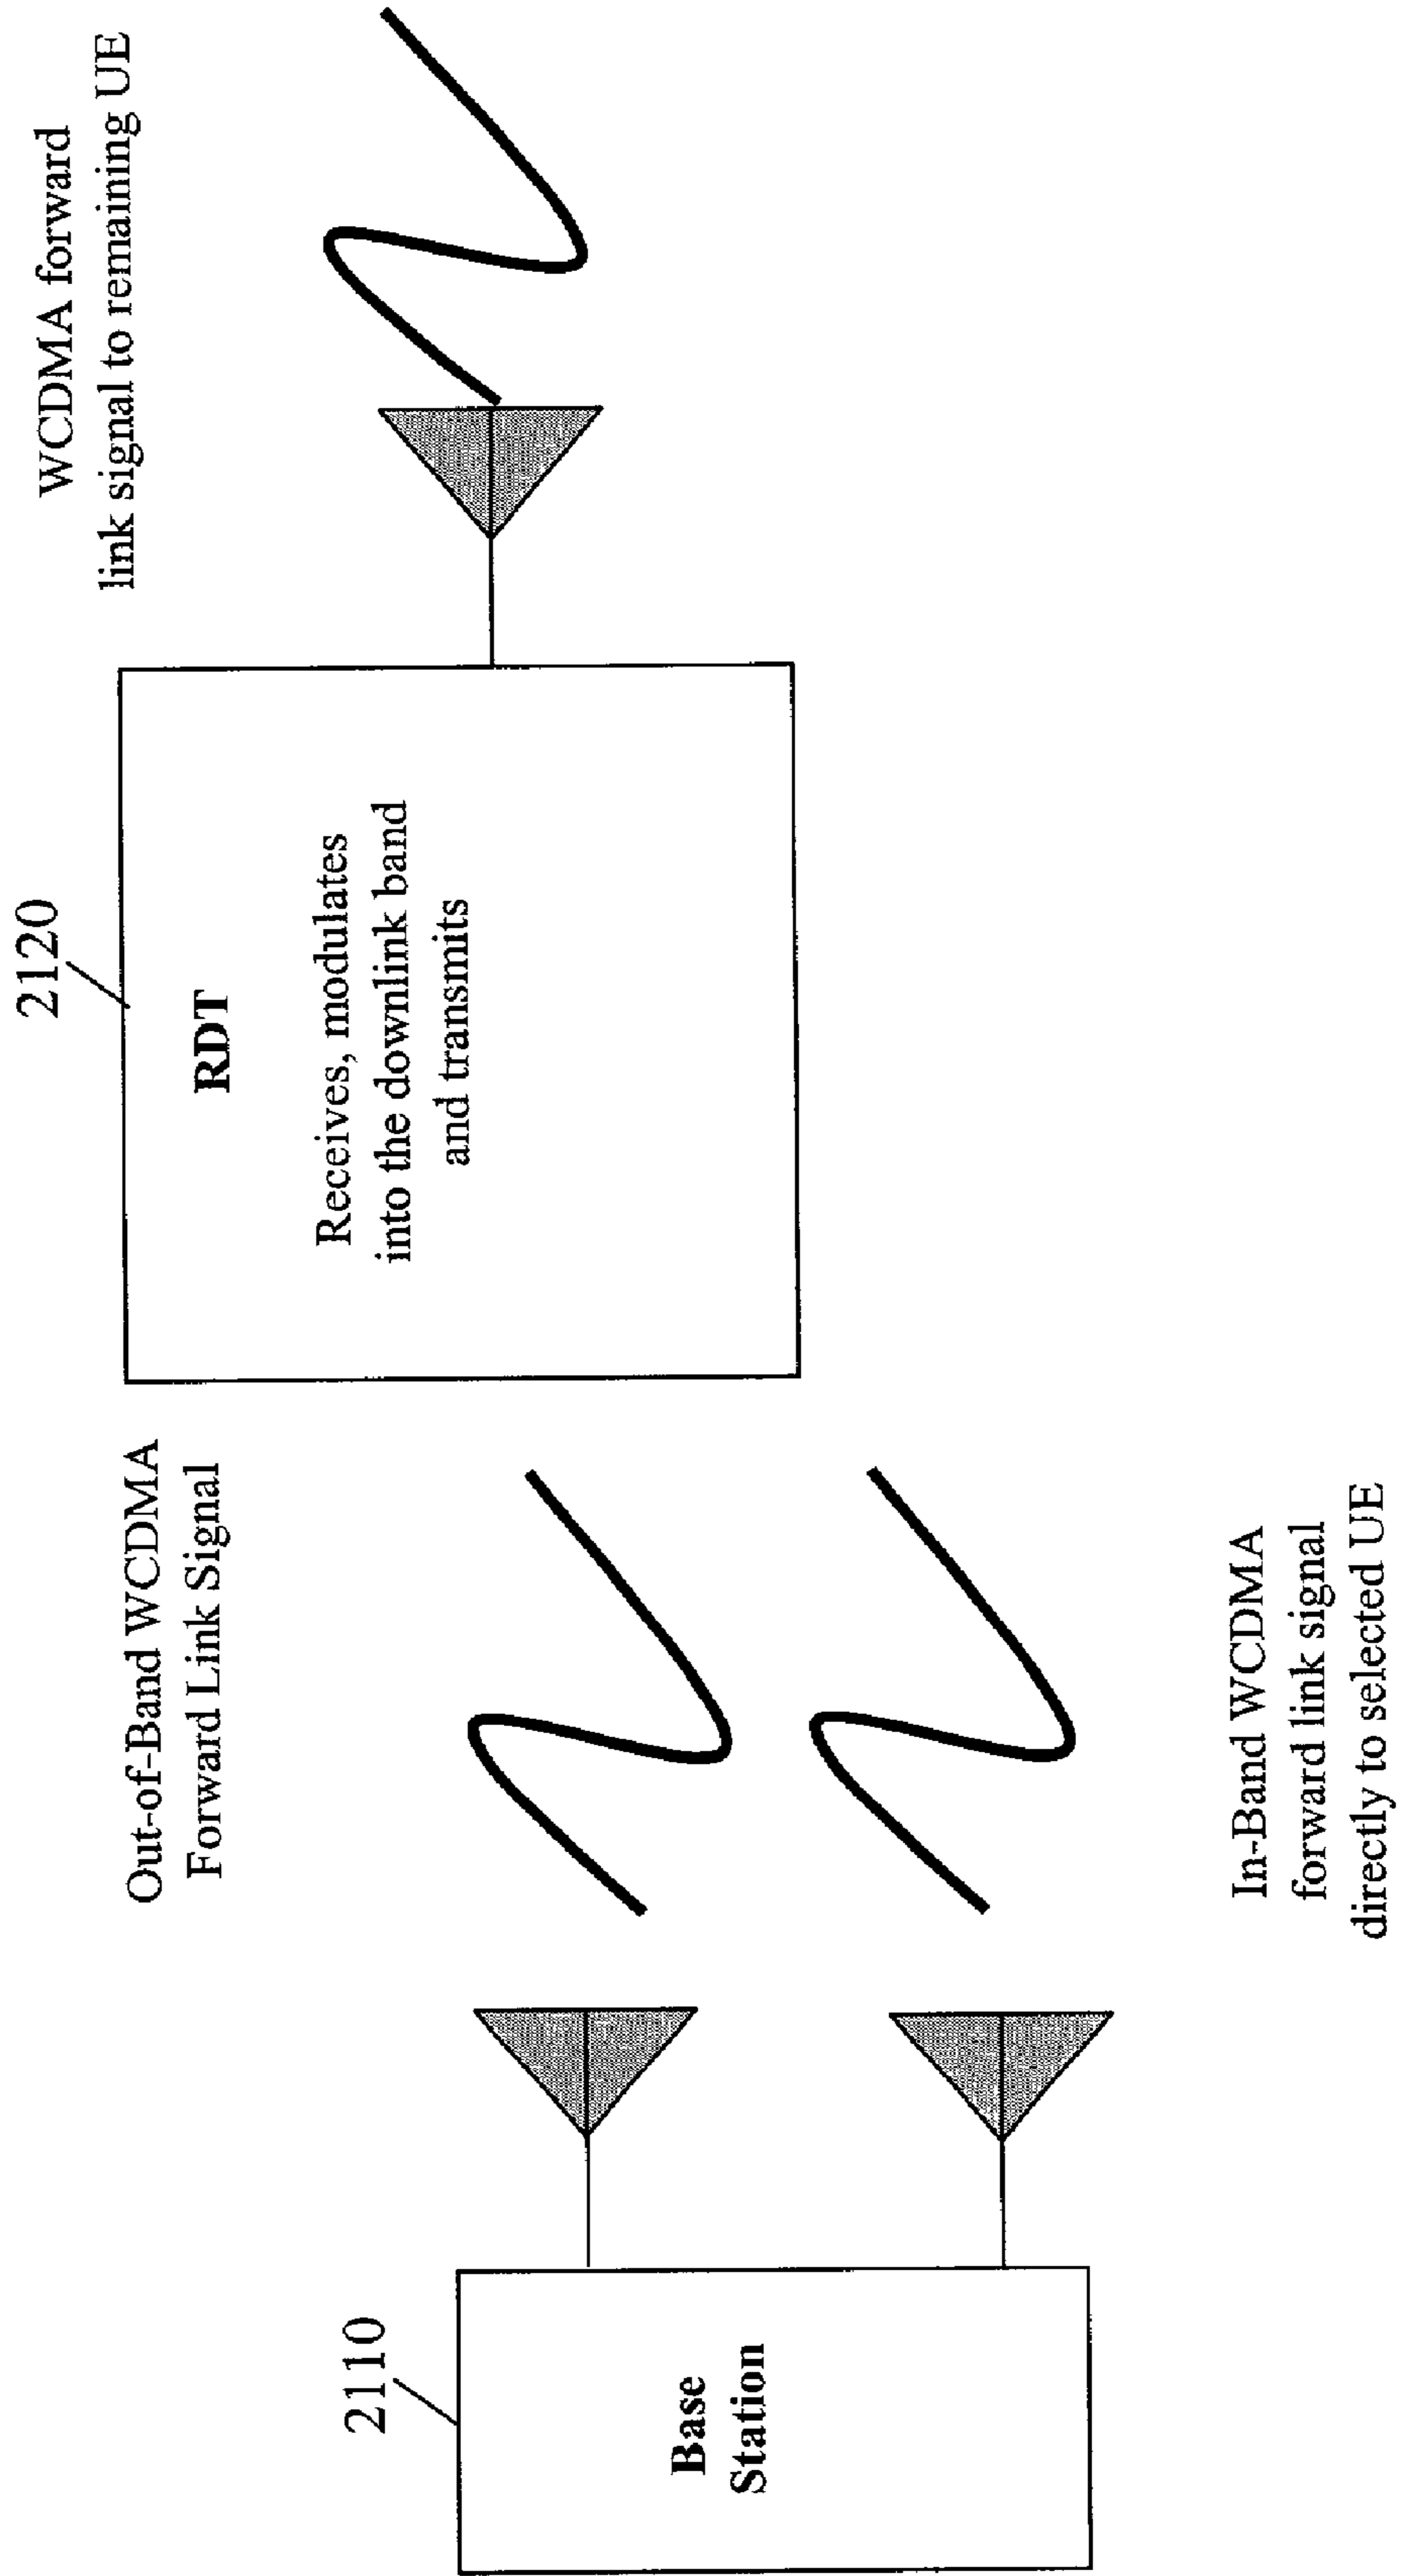 2110
Base
Station
Out-of-Band WCDMA
Forward Link Signal
In-Band WCDMA
forward link signal
directly to selected UE
2120
RDT
Receives, modulates
into the downlink band
and transmits
WCDMA forward
link signal to remaining UE